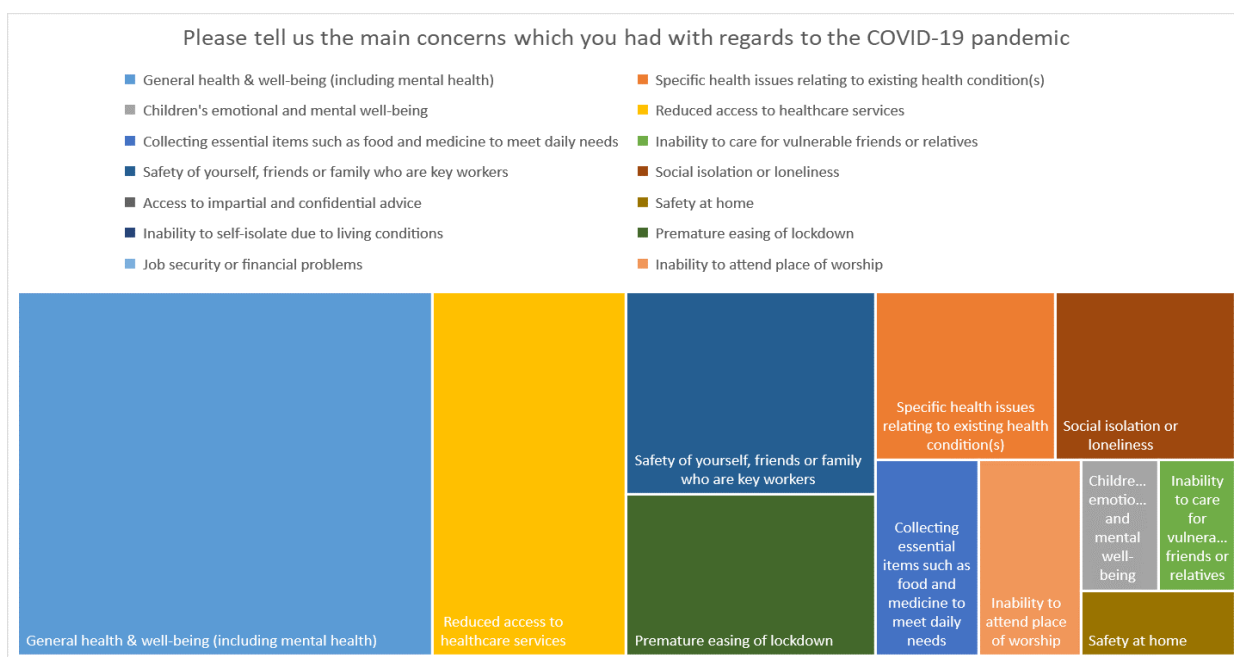 Please tell us the main concerns which you had with regards to the COVID-19 pandemic
General health & well-being (including mental health)
Specific health issues relating to existing health condition(s)
Children's emotional and mental well-being
Reduced access to healthcare services
Collecting essential items such as food and medicine to meet daily needs
Inability to care for vulnerable friends or relatives
Safety of yourself, friends or family who are key workers
Social isolation or loneliness
Access to impartial and confidential advice
Safety at home
Inability to self-isolate due to living conditions
Premature easing of lockdown
Job security or financial problems
Inability to attend place of worship
General health & well-being (including mental health)
Reduced access to
healthcare services
Safety of yourself, friends or family
who are key workers
Premature easing of lockdown
Specific health issues
relating to existing health
condition(s)
Social isolation or
loneliness
Collecting
essential
items such as
food and
medicine to
meet daily
needs
Inability to
attend place
of worship
Childre...
emotio...
and
mental
well-
being
Inability
to care
for
vulnera...
friends or
relatives
Safety at home